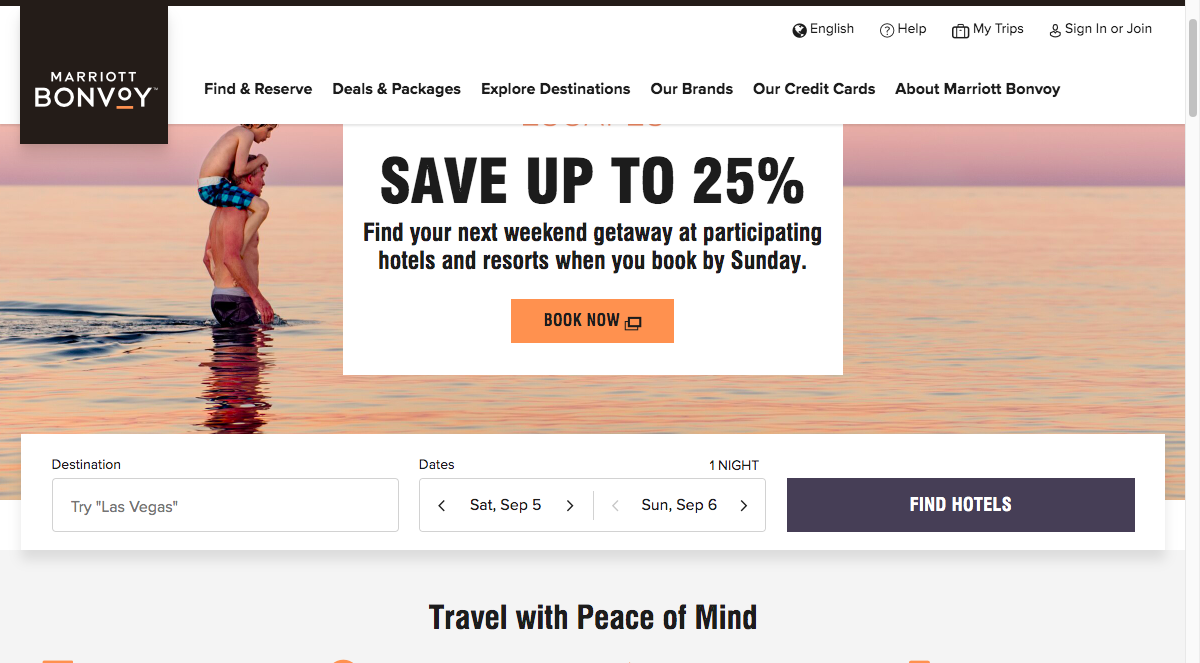 English
Help
My Trips
Sign In or Join
MARRIOTT
BONVOY™
Find & Reserve
Deals & Packages
Explore Destinations
Our Brands
Our Credit Cards
About Marriott Bonvoy
SAVE UP TO 25%
Find your next weekend getaway at participating
hotels and resorts when you book by Sunday.
BOOK NOW
Destination
Dates
1 NIGHT
Try "Las Vegas"
Sat, Sep 5
Sun, Sep 6
FIND HOTELS
Travel with Peace of Mind